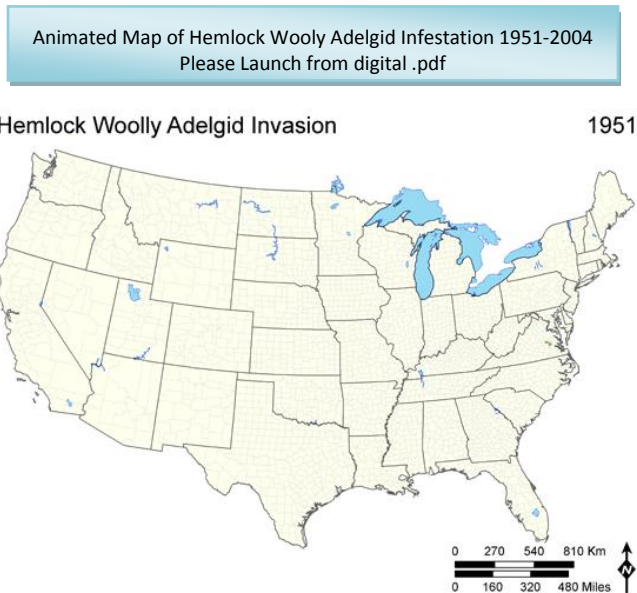 Animated Map of Hemlock Wooly Adelgid Infestation 1951-2004
Please Launch from digital .pdf
Hemlock Woolly Adelgid Invasion 1951
0 270 540 810 Km
0 160 320 480 Miles
N